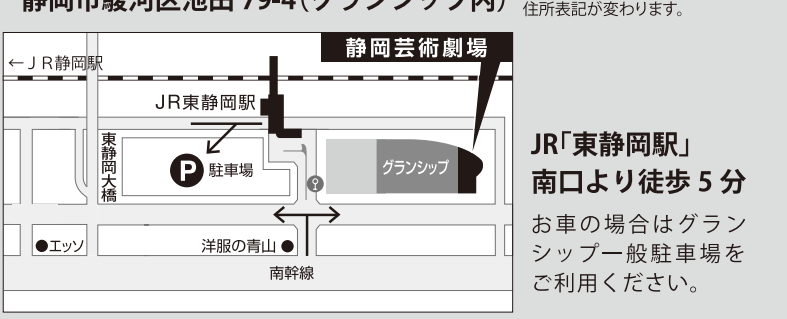 静岡市駿河区池田 79-4(グランシップ内)
住所表記が変わります。
静岡芸術劇場
←JR静岡駅
JR東静岡駅
東静岡大橋
P 駐車場
グランシップ
エッソ
洋服の青山
南幹線
JR「東静岡駅」
南口より徒歩 5 分
お車の場合はグラン
シップ一般駐車場を
ご利用ください。